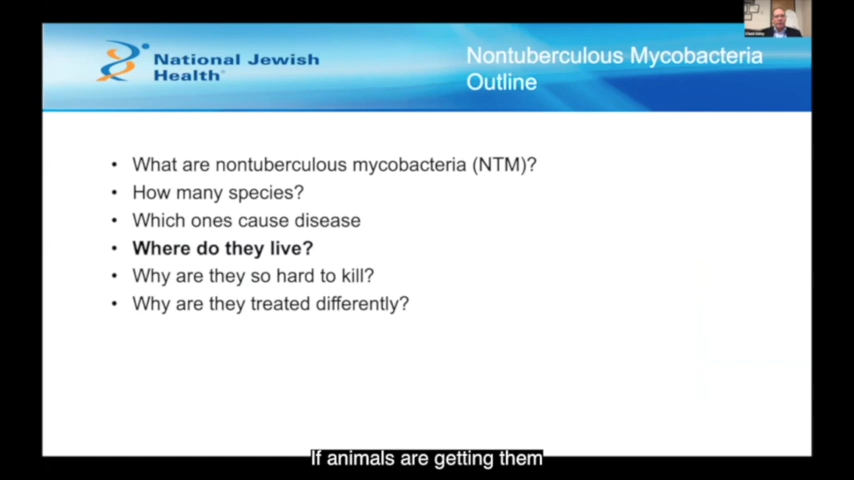 National Jewish
Health®
Nontuberculous Mycobacteria
Outline
• What are nontuberculous mycobacteria (NTM)?
• How many species?
• Which ones cause disease
• Where do they live?
• Why are they so hard to kill?
• Why are they treated differently?
If animals are getting them